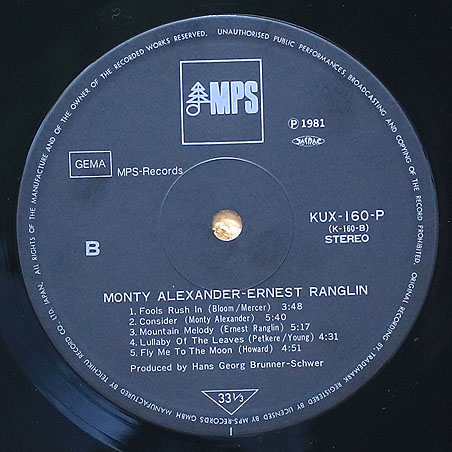 ALL RIGHTS OF THE MANUFACTURE AND OF THE OWNER OF THE RECORDED WORKS RESERVED. UNAUTHORISED PUBLIC PERFORMANCES, BROADCASTING AND COPYING OF THE RECORD PROHIBITED.
MPS
Ⓟ 1981
GEMA
MPS-Records
KUX-160-P
(K-160-B)
STEREO
B
MONTY ALEXANDER-ERNEST RANGLIN
1. Fools Rush In (Bloom/Mercer) 3:48
2. Consider (Monty Alexander) 5:40
3. Mountain Melody (Ernest Ranglin) 5:17
4. Lullaby Of The Leaves (Petkere/Young) 4:31
5. Fly Me To The Moon (Howard) 4:51
Produced by Hans Georg Brunner-Schwer
33 1/3
MANUFACTURED BY TEICHIKU RECORD CO. LTD. JAPAN.
ORIGINAL RECORDING BY TRADEMARK REGISTERED BY LICENSED BY MPS-RECORDS GMBH